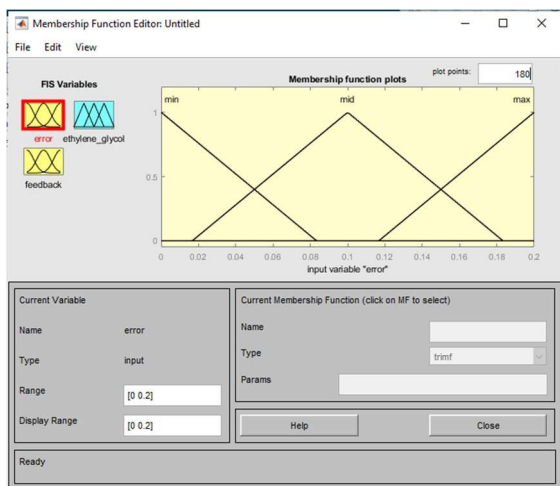 Membership Function Editor: Untitled
File Edit View
FIS Variables
error ethylene_glycol
feedback
Membership function plots
plot points: 180
min mid max
1
0.5
0
0 0.02 0.04 0.06 0.08 0.1 0.12 0.14 0.16 0.18 0.2
input variable "error"
Current Variable
Name error
Type input
Range [0 0.2]
Display Range [0 0.2]
Current Membership Function (click on MF to select)
Name
Type trimf
Params
Help Close
Ready